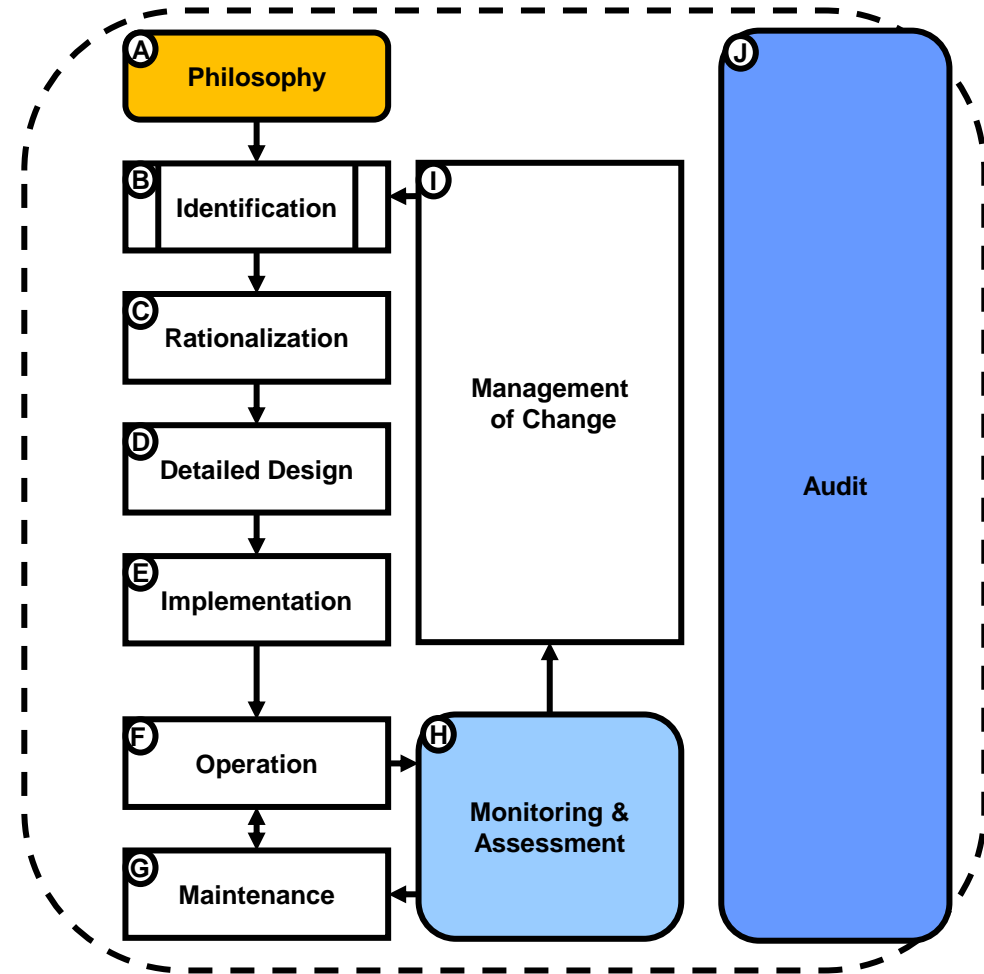 A
Philosophy
B
Identification
C
Rationalization
D
Detailed Design
E
Implementation
F
Operation
G
Maintenance
H
Monitoring &
Assessment
I
Management
of Change
J
Audit